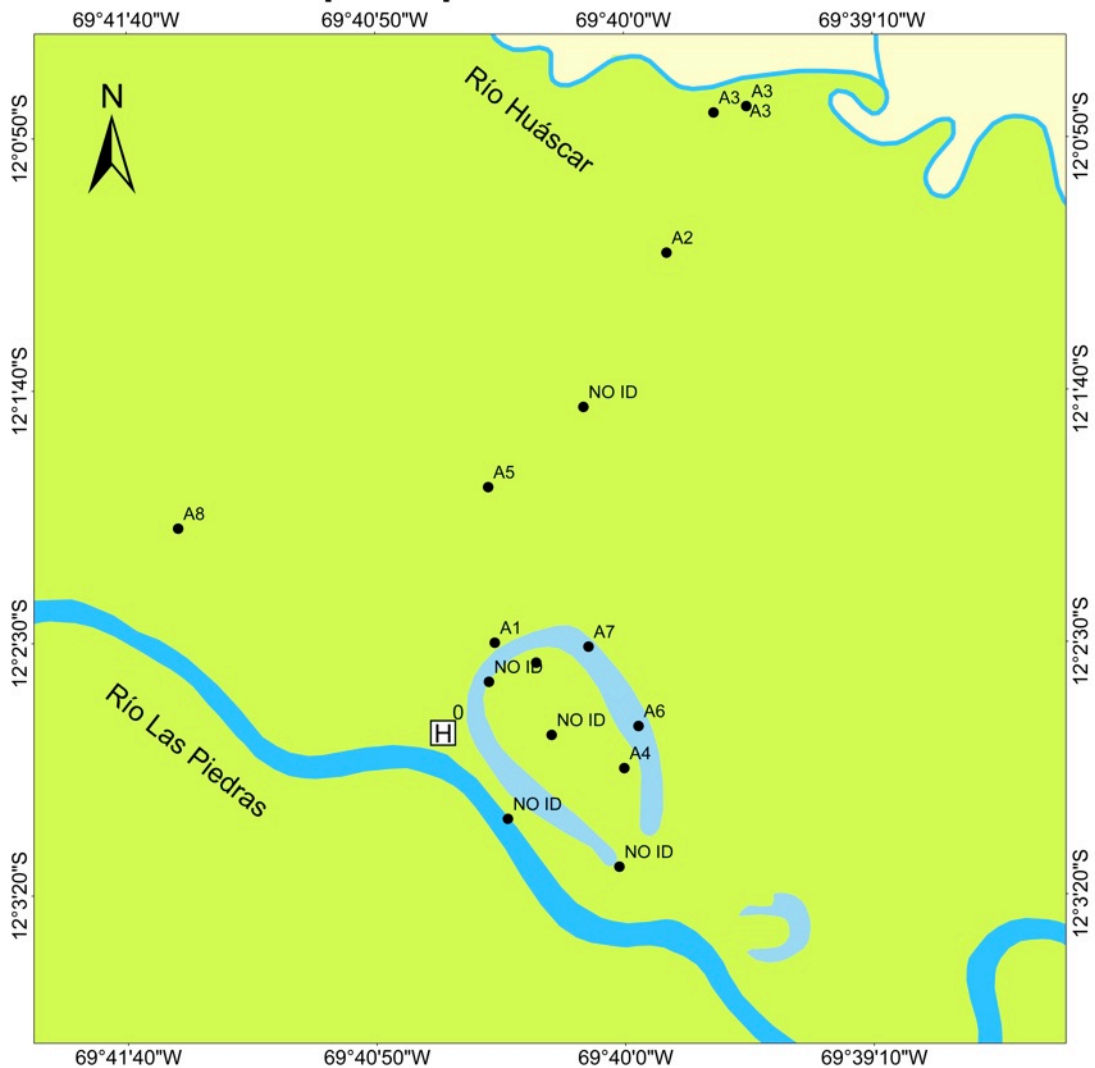 69°41'40"W 69°40'50"W 69°40'0"W 69°39'10"W
N
Río Huáscar
A3
A3
A3
12°0'50"S
12°0'50"S
A2
12°1'40"S
12°1'40"S
NO ID
A5
A8
A1
A7
12°2'30"S
12°2'30"S
NO ID
0
H
NO ID
A6
A4
Río Las Piedras
NO ID
NO ID
12°3'20"S
12°3'20"S
69°41'40"W 69°40'50"W 69°40'0"W 69°39'10"W